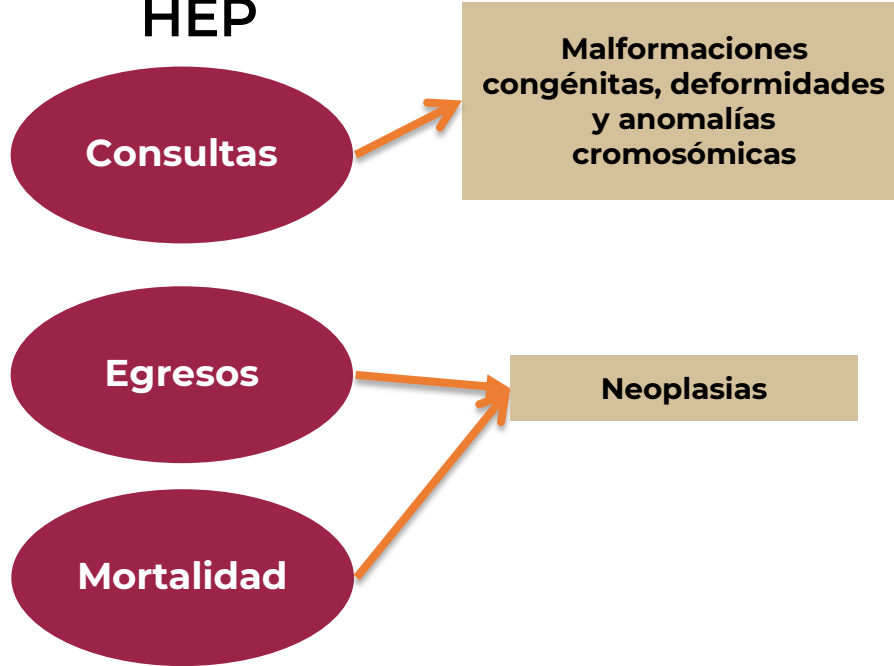 HEP
Consultas
Malformaciones
congénitas, deformidades
y anomalías
cromosómicas
Egresos
Neoplasias
Mortalidad